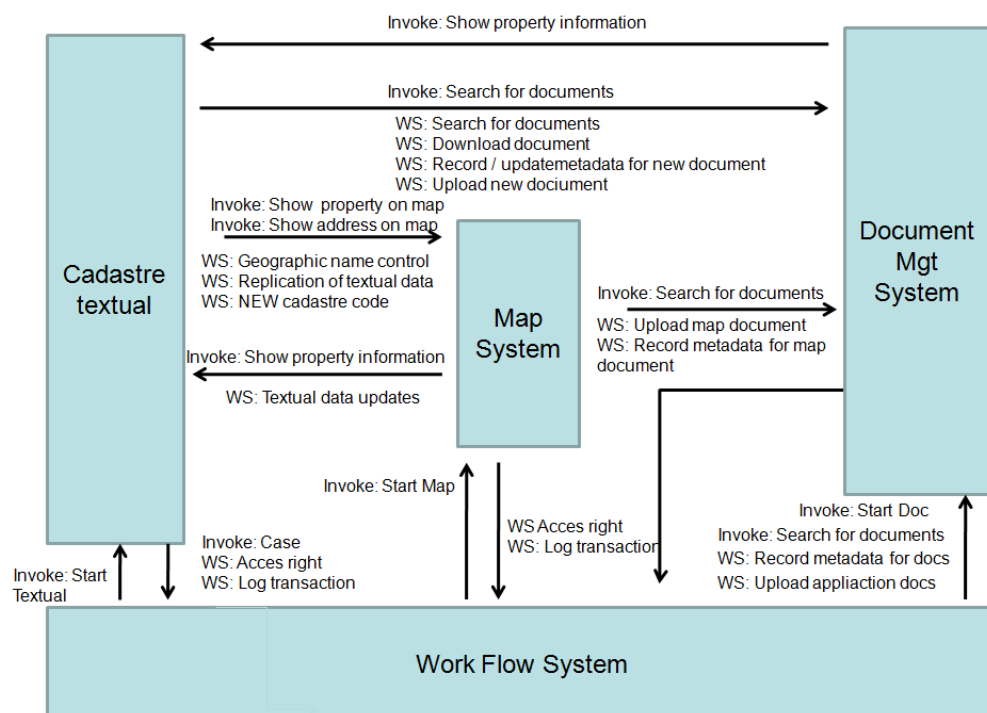 Invoke: Show property information
Invoke: Search for documents
WS: Search for documents
WS: Download document
WS: Record / updatemetadata for new document
WS: Upload new dociument
Invoke: Show property on map
Invoke: Show address on map
WS: Geographic name control
WS: Replication of textual data
WS: NEW cadastre code
Cadastre
textual
Map
System
Document
Mgt
System
Invoke: Search for documents
WS: Upload map document
WS: Record metadata for map
document
Invoke: Show property information
WS: Textual data updates
Invoke: Start Map
WS Acces right
WS: Log transaction
Invoke: Start Doc
Invoke: Search for documents
WS: Record metadata for docs
WS: Upload appliaction docs
Invoke: Start
Textual
Invoke: Case
WS: Acces right
WS: Log transaction
Work Flow System